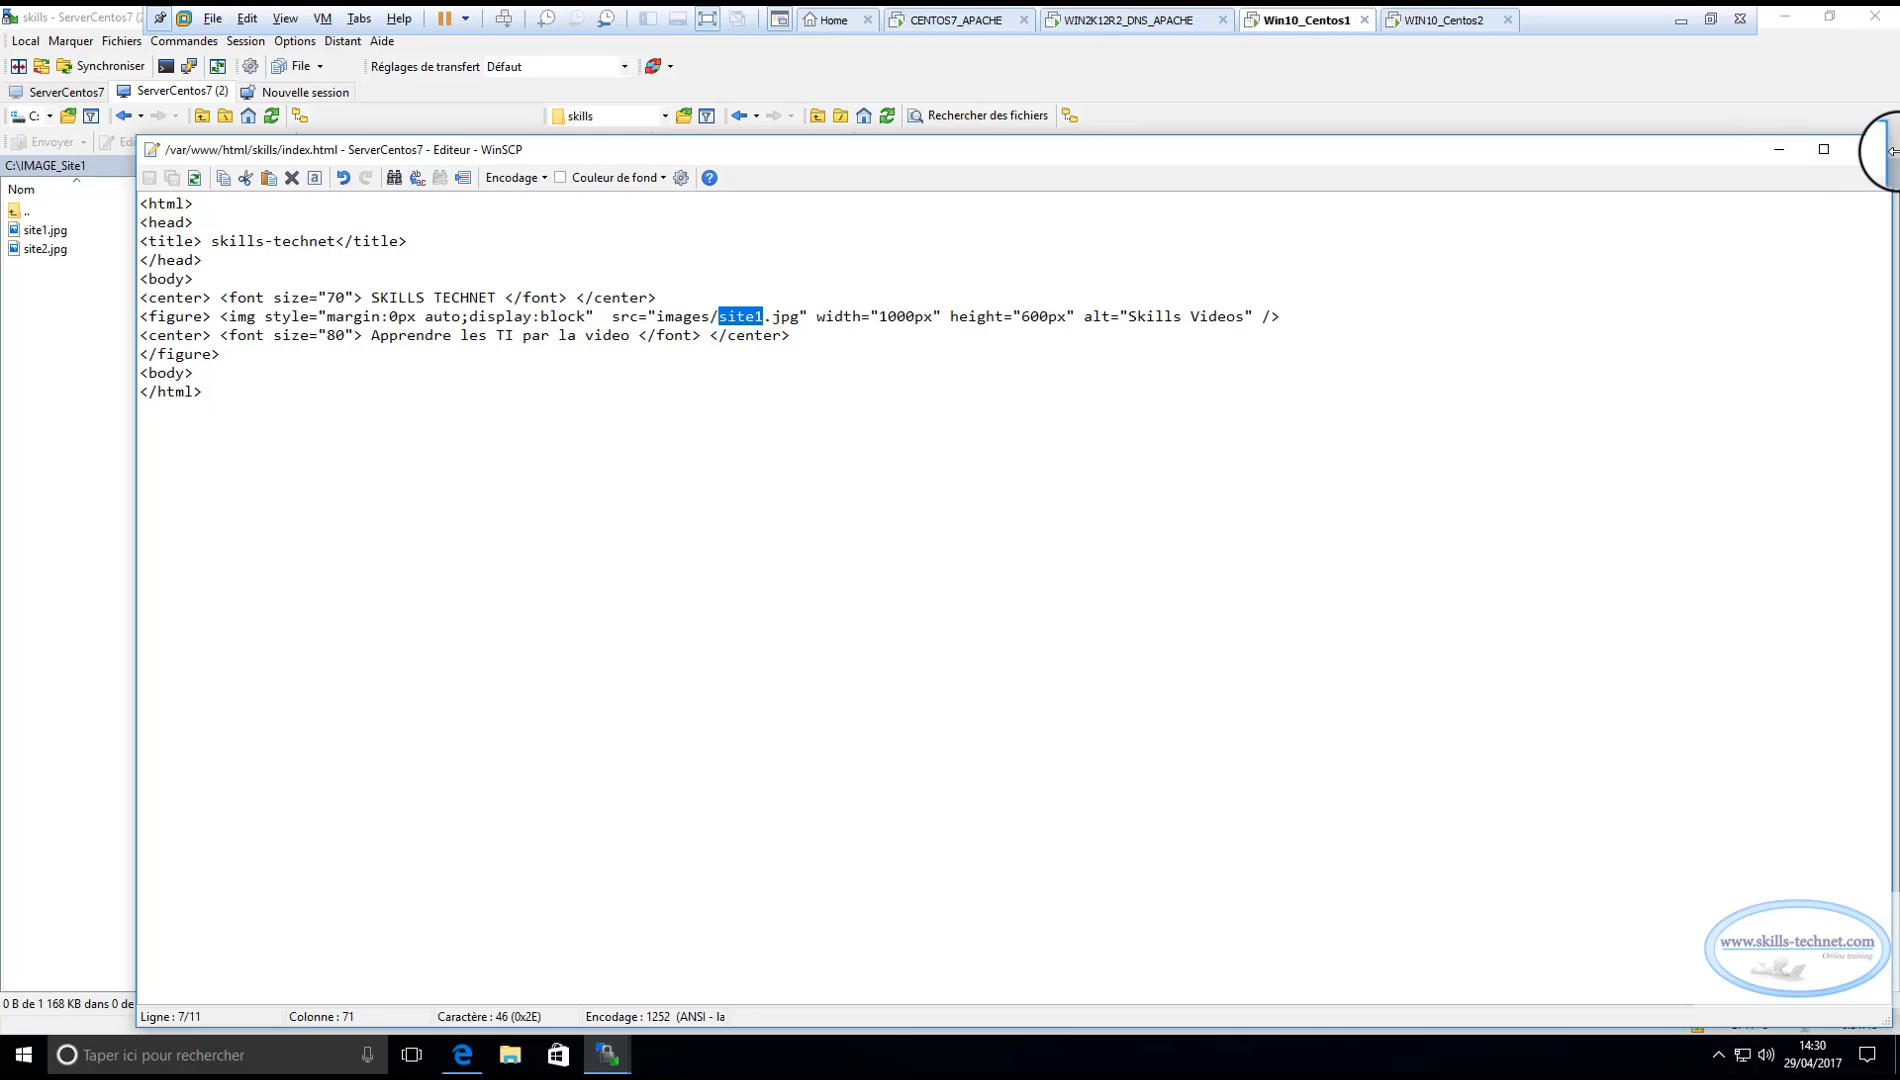 skills - ServerCentos7 (2)
File Edit View VM Tabs Help
Home CENTOS7_APACHE WIN2K12R2_DNS_APACHE Win10_Centos1 WIN10_Centos2
Local Marquer Fichiers Commandes Session Options Distant Aide
Synchroniser File Réglages de transfert Défaut
ServerCentos7 ServerCentos7 (2) Nouvelle session
C: skills Rechercher des fichiers
Envoyer
C:\IMAGE_Site1
Nom
..
site1.jpg
site2.jpg
/var/www/html/skills/index.html - ServerCentos7 - Editeur - WinSCP
Encodage Couleur de fond
<html>
<head>
<title> skills-technet</title>
</head>
<body>
<center> <font size="70"> SKILLS TECHNET </font> </center>
<figure> <img style="margin:0px auto;display:block"  src="images/site1.jpg" width="1000px" height="600px" alt="Skills Videos" />
<center> <font size="80"> Apprendre les TI par la video </font> </center>
</figure>
<body>
</html>
www.skills-technet.com
Online training
0 B de 1 168 KB dans 0 de
Ligne : 7/11 Colonne : 71 Caractère : 46 (0x2E) Encodage : 1252 (ANSI - la
Taper ici pour rechercher
14:30
29/04/2017